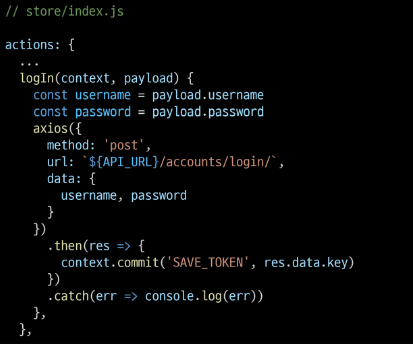 // store/index.js
actions: {
  ...
  logIn(context, payload) {
    const username = payload.username
    const password = payload.password
    axios({
      method: 'post',
      url: `${API_URL}/accounts/login/`,
      data: {
        username, password
      }
    })
      .then(res => {
        context.commit('SAVE_TOKEN', res.data.key)
      })
      .catch(err => console.log(err))
  },
},